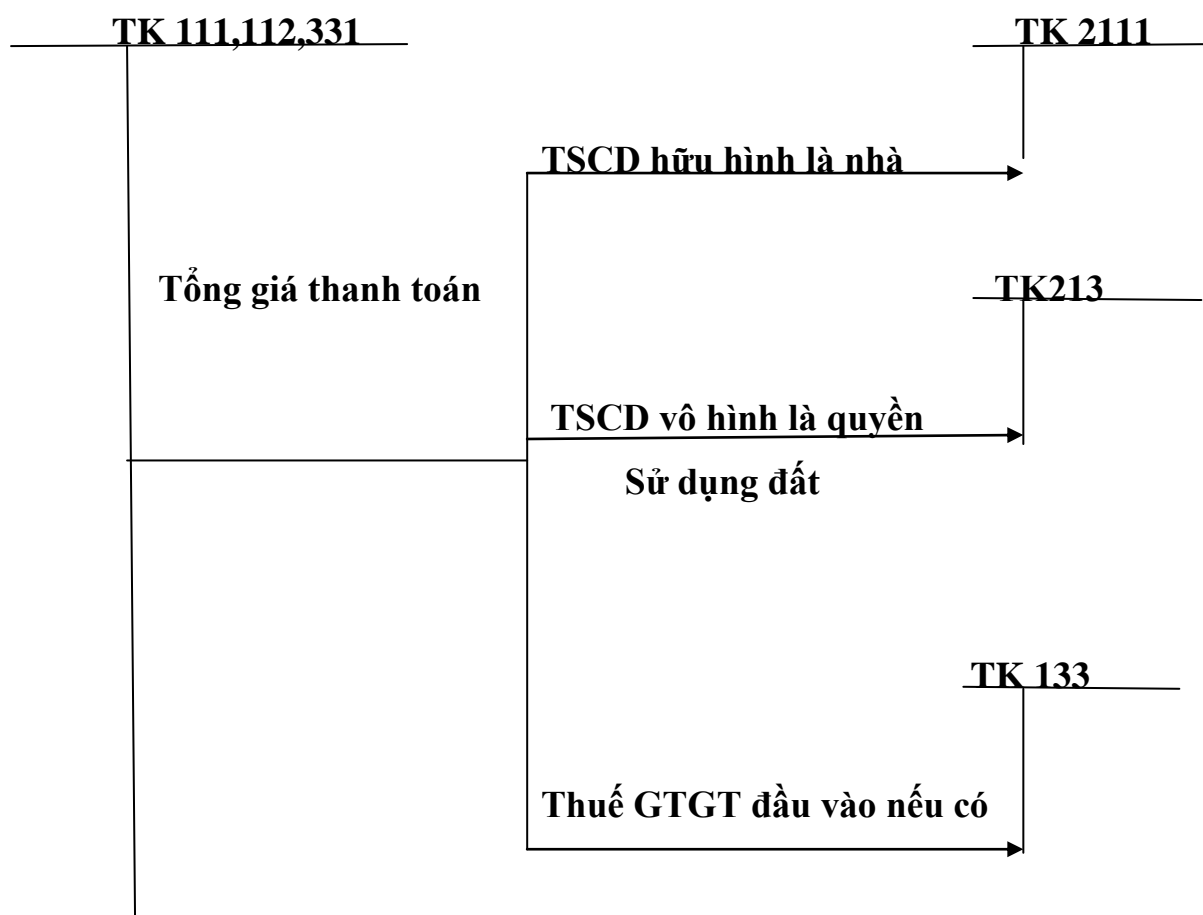 TK 111,112,331
TK 2111
TSCD hữu hình là nhà
Tổng giá thanh toán
TK213
TSCD vô hình là quyền
Sử dụng đất
TK 133
Thuế GTGT đầu vào nếu có